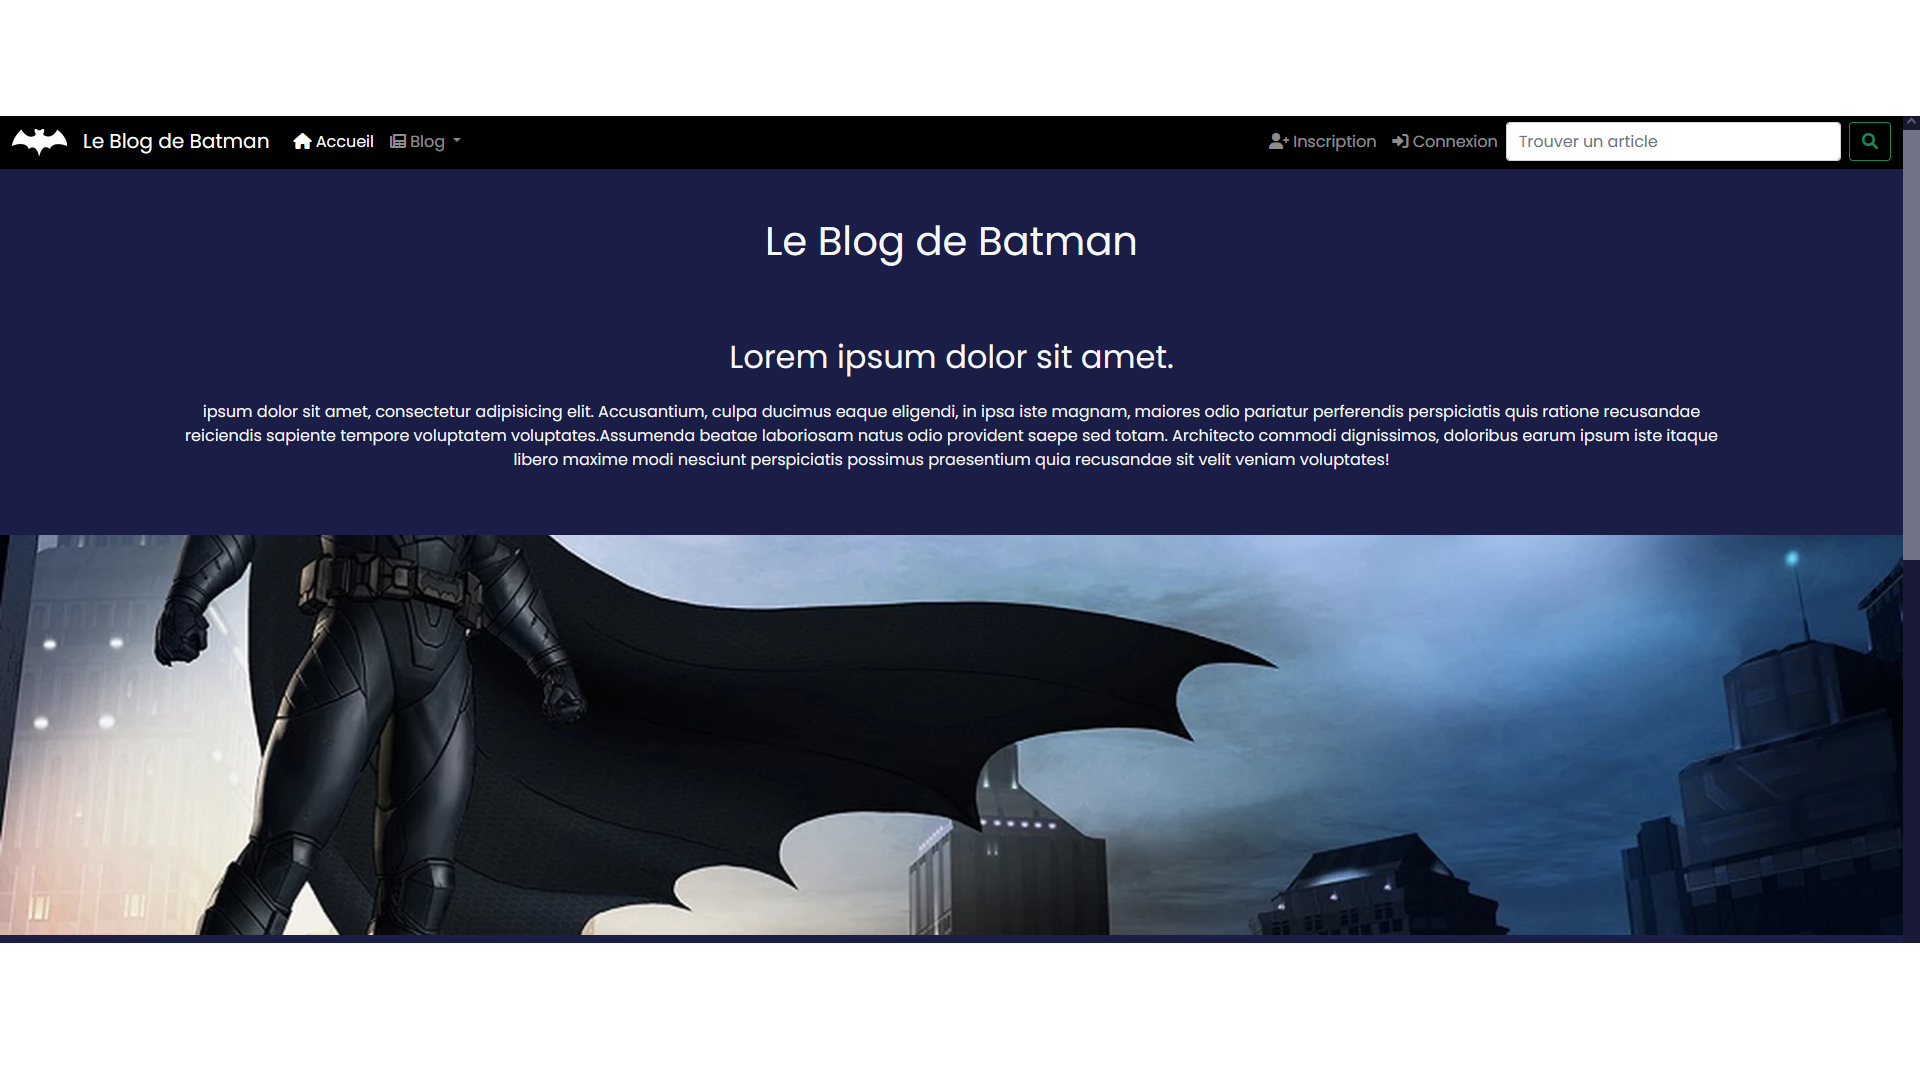 Le Blog de Batman Accueil Blog Inscription Connexion Trouver un article
Le Blog de Batman
Lorem ipsum dolor sit amet.
ipsum dolor sit amet, consectetur adipisicing elit. Accusantium, culpa ducimus eaque eligendi, in ipsa iste magnam, maiores odio pariatur perferendis perspiciatis quis ratione recusandae
reiciendis sapiente tempore voluptatem voluptates.Assumenda beatae laboriosam natus odio provident saepe sed totam. Architecto commodi dignissimos, doloribus earum ipsum iste itaque
libero maxime modi nesciunt perspiciatis possimus praesentium quia recusandae sit velit veniam voluptates!